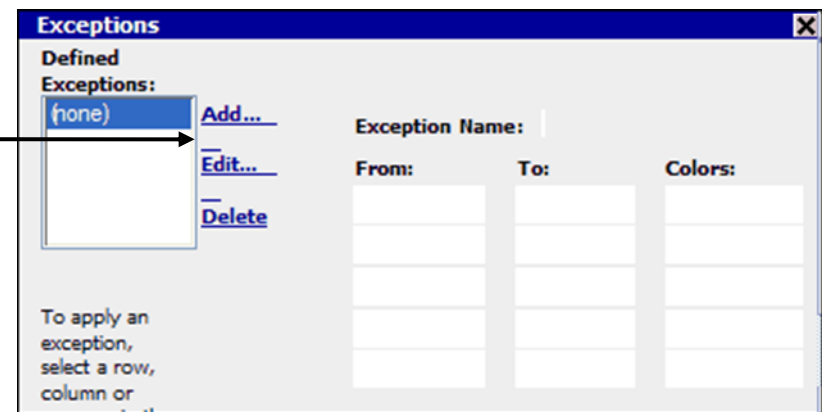 Exceptions
Defined
Exceptions:
(none)
Add...
Edit...
Delete
Exception Name:
From: To: Colors:
To apply an
exception,
select a row,
column or